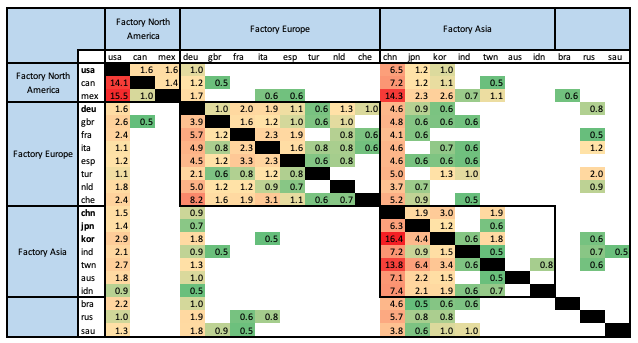 Factory North America Factory Europe Factory Asia
usa can mex deu gbr fra ita esp tur nld che chn jpn kor ind twn aus idn bra rus sau
Factory North America
usa 1.6 1.6 1.0 6.5 1.2 1.0
can 14.1 1.4 1.2 0.5 7.2 1.2 1.1 0.5
mex 15.5 1.0 1.7 0.6 0.6 14.3 2.3 2.6 0.7 1.1 0.6
Factory Europe
deu 1.6 1.0 2.0 1.9 1.1 0.6 1.3 1.0 4.6 0.9 0.6 0.8
gbr 2.6 0.5 3.9 1.6 1.2 1.0 0.6 1.0 4.8 0.6 0.6 0.6
fra 2.4 5.7 1.2 2.3 1.9 0.8 0.6 4.1 0.6 0.5
ita 1.1 4.9 0.8 2.3 1.6 0.8 0.8 0.6 4.6 0.7 0.6 1.2
esp 1.2 4.5 1.2 3.3 2.3 0.6 0.8 4.6 0.6 0.6 0.6
tur 1.1 2.1 0.6 0.8 1.2 0.8 5.0 1.3 1.0 2.0
nld 1.8 5.0 1.2 1.2 0.9 0.7 3.7 0.7 0.9
che 2.4 8.2 1.6 1.9 3.1 1.1 0.6 0.7 5.2 0.9 0.5
Factory Asia
chn 1.5 0.9 1.9 3.0 1.9
jpn 1.4 0.7 6.3 1.2 0.6
kor 2.9 1.8 0.5 16.4 4.4 0.6 1.8 0.6
ind 2.1 0.9 0.5 7.2 0.9 1.5 0.5 0.7 0.5
twn 2.7 1.3 13.8 6.4 3.4 0.6 0.8 0.6
aus 1.8 1.0 7.1 2.2 1.5 0.5
idn 0.9 0.5 7.4 2.1 1.9 0.6 0.7
bra 2.2 1.0 4.6 0.5 0.6 0.6
rus 1.0 1.9 0.6 0.8 5.7 0.8 0.8
sau 1.3 1.8 0.9 0.5 3.8 0.6 1.0 1.0